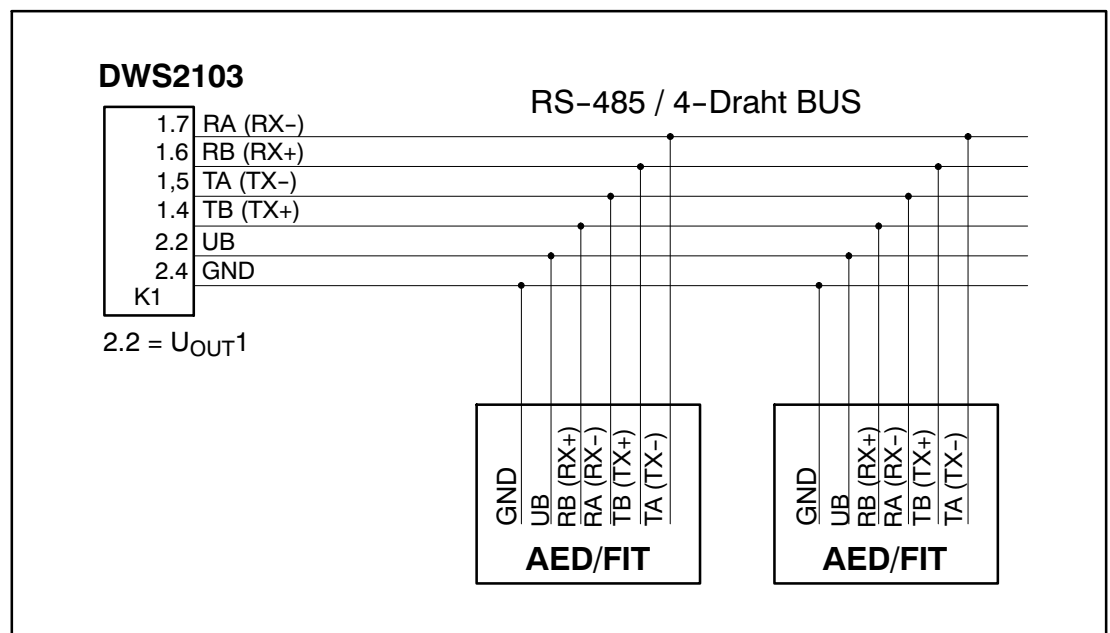 DWS2103
RS-485 / 4-Draht BUS
1.7 RA (RX-)
1.6 RB (RX+)
1,5 TA (TX-)
1.4 TB (TX+)
2.2 UB
2.4 GND
K1
2.2 = UOUT1
GND
UB
RB (RX+)
RA (RX-)
TB (TX+)
TA (TX-)
AED/FIT
GND
UB
RB (RX+)
RA (RX-)
TB (TX+)
TA (TX-)
AED/FIT